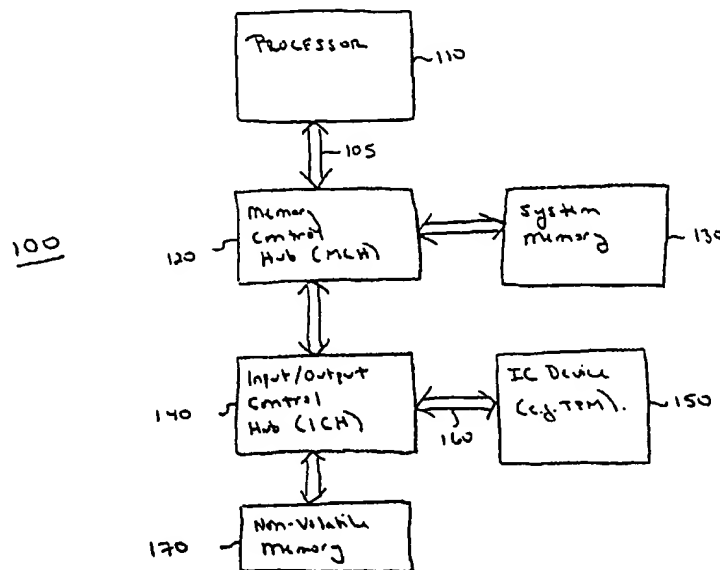 PROCESSOR
110
105
100
Memory
Control
Hub (MCH)
120
System
Memory
130
Input/Output
Control
Hub (ICH)
140
IC Device
(e.g. TPM).
150
160
Non-Volatile
Memory
170